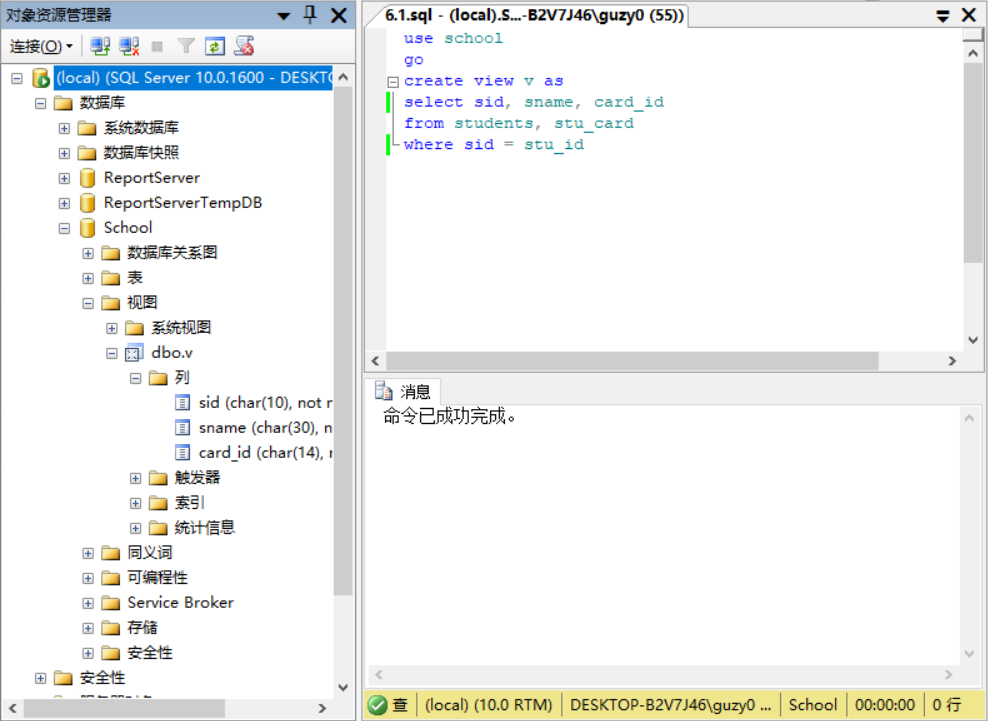 对象资源管理器
连接(O)
(local) (SQL Server 10.0.1600 - DESKTO
数据库
系统数据库
数据库快照
ReportServer
ReportServerTempDB
School
数据库关系图
表
视图
系统视图
dbo.v
列
sid (char(10), not n
sname (char(30), n
card_id (char(14), n
触发器
索引
统计信息
同义词
可编程性
Service Broker
存储
安全性
安全性
6.1.sql - (local).S...-B2V7J46\guzy0 (55))
use school
go
create view v as
select sid, sname, card_id
from students, stu_card
where sid = stu_id
消息
命令已成功完成。
查 (local) (10.0 RTM) DESKTOP-B2V7J46\guzy0 ... School 00:00:00 0 行